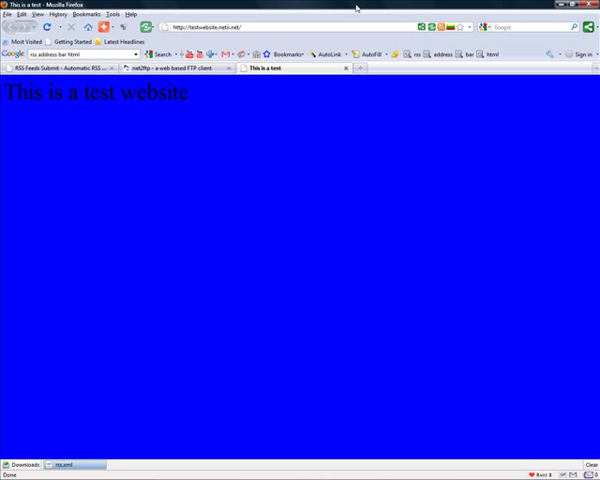 This is a test - Mozilla Firefox
File Edit View History Bookmarks Tools Help
http://testwebsite.netii.net/
Google
Most Visited Getting Started Latest Headlines
Google rss address bar html Search Bookmarks AutoLink AutoFill rss address bar html Sign in
RSS Feeds Submit - Automatic RSS ... net2ftp - a web based FTP client This is a test
This is a test website
Downloads rss.xml Clear
Done 0